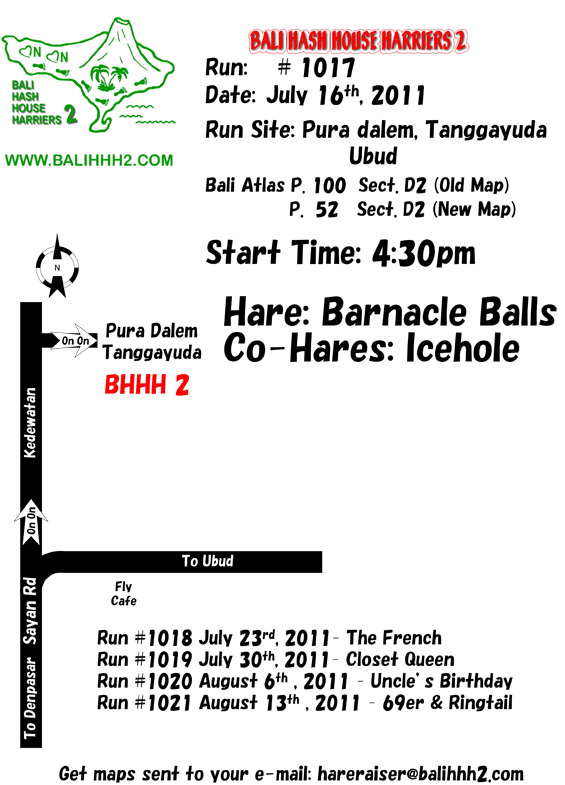 N N
BALI
HASH
HOUSE
HARRIERS 2
WWW.BALIHHH2.COM
BALI HASH HOUSE HARRIERS 2
Run: # 1017
Date: July 16th, 2011
Run Site: Pura dalem, Tanggayuda
Ubud
Bali Atlas P. 100 Sect. D2 (Old Map)
P. 52 Sect. D2 (New Map)
Start Time: 4:30pm
Hare: Barnacle Balls
Co-Hares: Icehole
N
On On
Pura Dalem
Tanggayuda
BHHH 2
Kedewatan
On On
To Ubud
Fly
Cafe
To Denpasar Sayan Rd
Run #1018 July 23rd, 2011- The French
Run #1019 July 30th, 2011- Closet Queen
Run #1020 August 6th , 2011 - Uncle's Birthday
Run #1021 August 13th , 2011 - 69er & Ringtail
Get maps sent to your e-mail: hareraiser@balihhh2.com